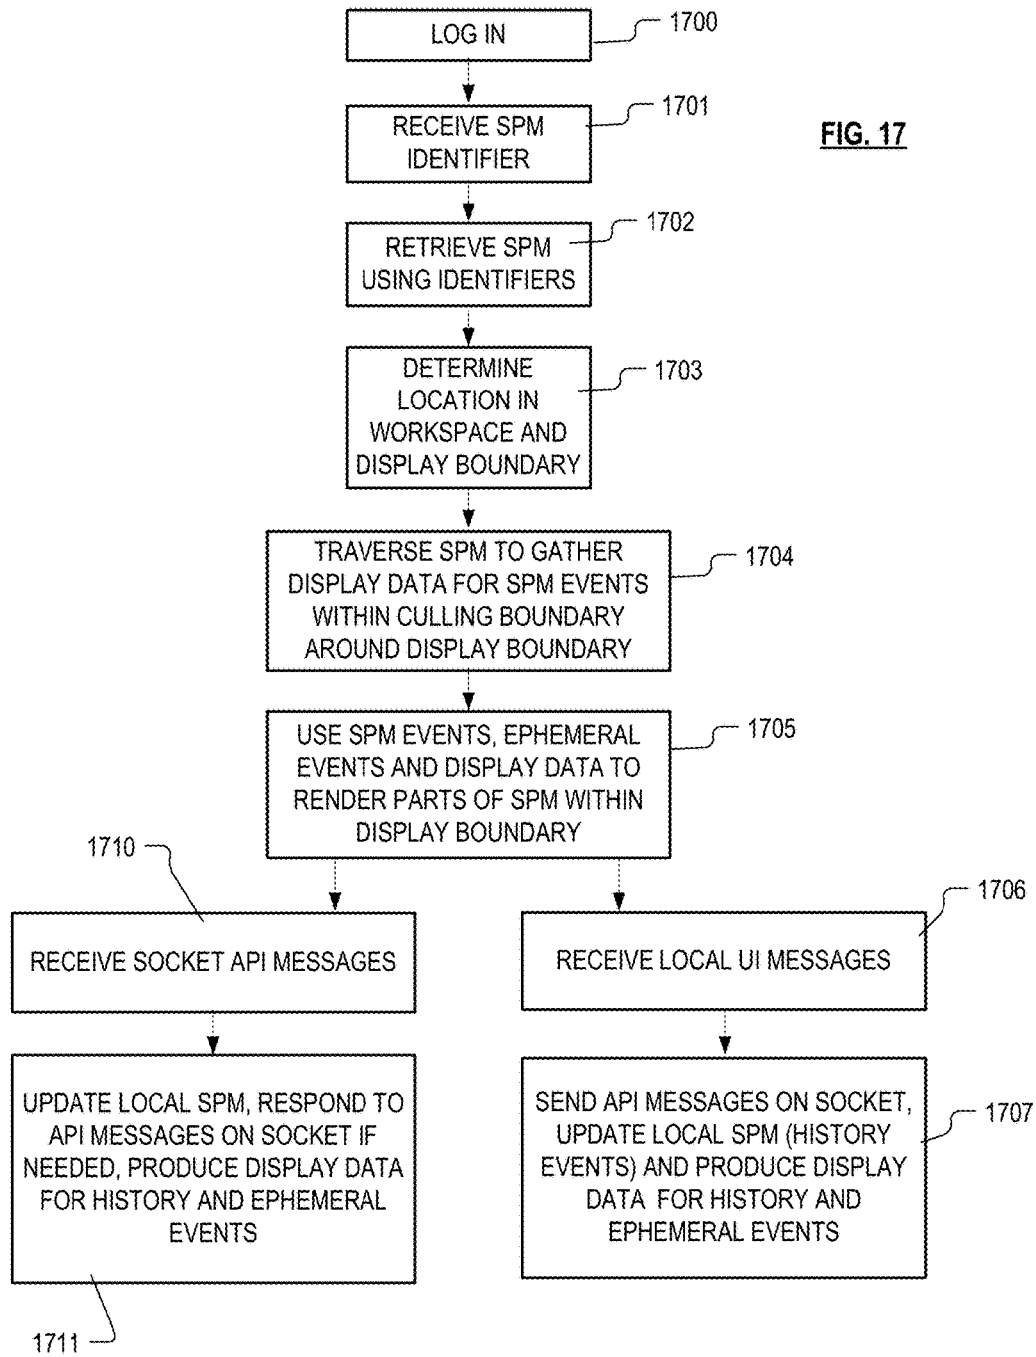 LOG IN
1700
RECEIVE SPM
IDENTIFIER
1701
FIG. 17
RETRIEVE SPM
USING IDENTIFIERS
1702
DETERMINE
LOCATION IN
WORKSPACE AND
DISPLAY BOUNDARY
1703
TRAVERSE SPM TO GATHER
DISPLAY DATA FOR SPM EVENTS
WITHIN CULLING BOUNDARY
AROUND DISPLAY BOUNDARY
1704
USE SPM EVENTS, EPHEMERAL
EVENTS AND DISPLAY DATA TO
RENDER PARTS OF SPM WITHIN
DISPLAY BOUNDARY
1705
1710
RECEIVE SOCKET API MESSAGES
1706
RECEIVE LOCAL UI MESSAGES
UPDATE LOCAL SPM, RESPOND TO
API MESSAGES ON SOCKET IF
NEEDED, PRODUCE DISPLAY DATA
FOR HISTORY AND EPHEMERAL
EVENTS
1711
SEND API MESSAGES ON SOCKET,
UPDATE LOCAL SPM (HISTORY
EVENTS) AND PRODUCE DISPLAY
DATA FOR HISTORY AND
EPHEMERAL EVENTS
1707